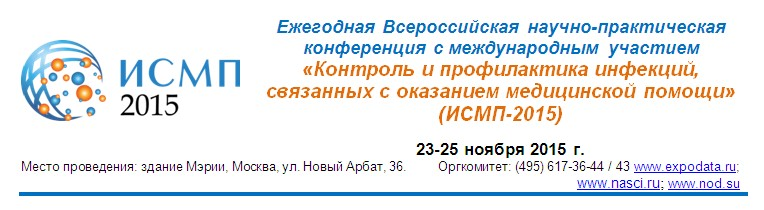 ИСМП
2015
Ежегодная Всероссийская научно-практическая
конференция с международным участием
«Контроль и профилактика инфекций,
связанных с оказанием медицинской помощи»
(ИСМП-2015)
23-25 ноября 2015 г.
Место проведения: здание Мэрии, Москва, ул. Новый Арбат, 36. Оргкомитет: (495) 617-36-44 / 43 www.expodata.ru;
www.nasci.ru; www.nod.su